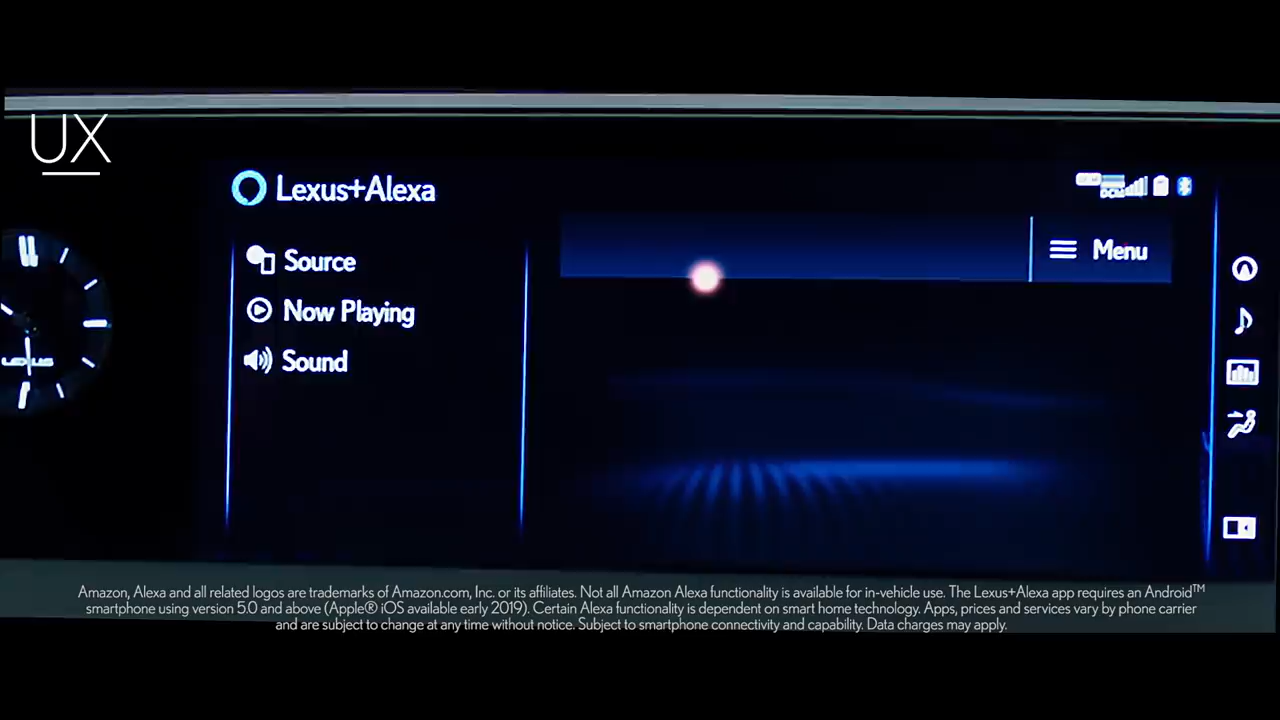 UX
Lexus+Alexa
DCM
Source
Menu
Now Playing
LEXUS
Sound
Amazon, Alexa and all related logos are trademarks of Amazon.com, Inc. or its affiliates. Not all Amazon Alexa functionality is available for in-vehicle use. The Lexus+Alexa app requires an Android™
smartphone using version 5.0 and above (Apple® iOS available early 2019). Certain Alexa functionality is dependent on smart home technology. Apps, prices and services vary by phone carrier
and are subject to change at any time without notice. Subject to smartphone connectivity and capability. Data charges may apply.